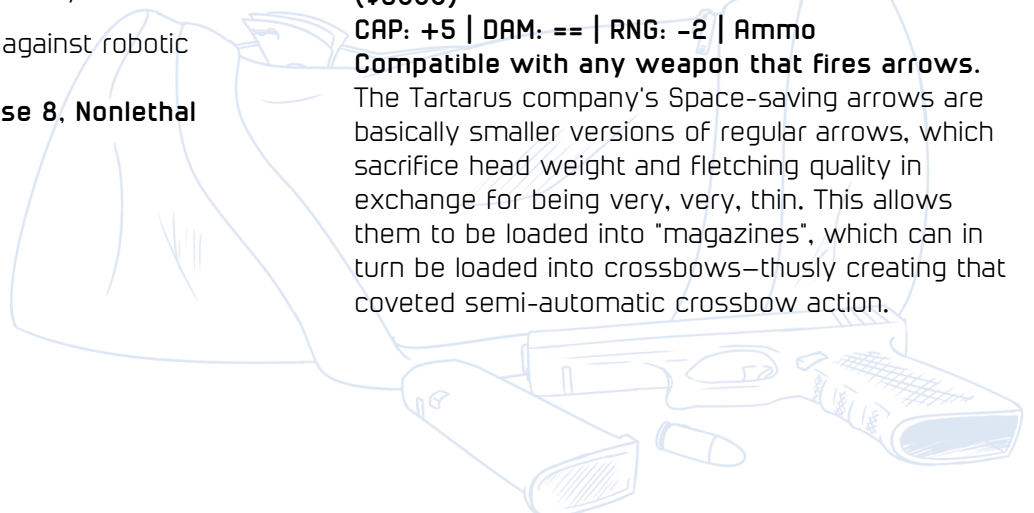 against robotic
se 8, Nonlethal
CAP: +5 | DAM: == | RNG: -2 | Ammo
Compatible with any weapon that fires arrows.
The Tartarus company's Space-saving arrows are
basically smaller versions of regular arrows, which
sacrifice head weight and fletching quality in
exchange for being very, very, thin. This allows
them to be loaded into "magazines", which can in
turn be loaded into crossbows—thusly creating that
coveted semi-automatic crossbow action.